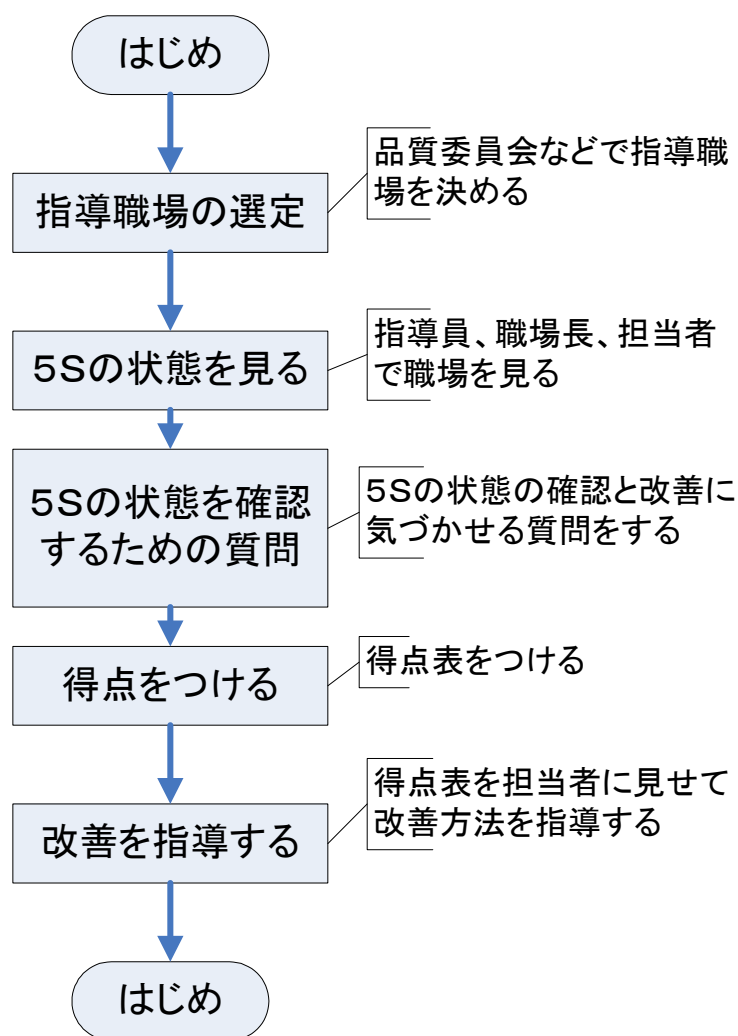 はじめ
品質委員会などで指導職
場を決める
指導職場の選定
指導員、職場長、担当者
で職場を見る
5Sの状態を見る
5Sの状態を確認
するための質問
5Sの状態の確認と改善に
気づかせる質問をする
得点をつける
得点表をつける
得点表を担当者に見せて
改善方法を指導する
改善を指導する
はじめ